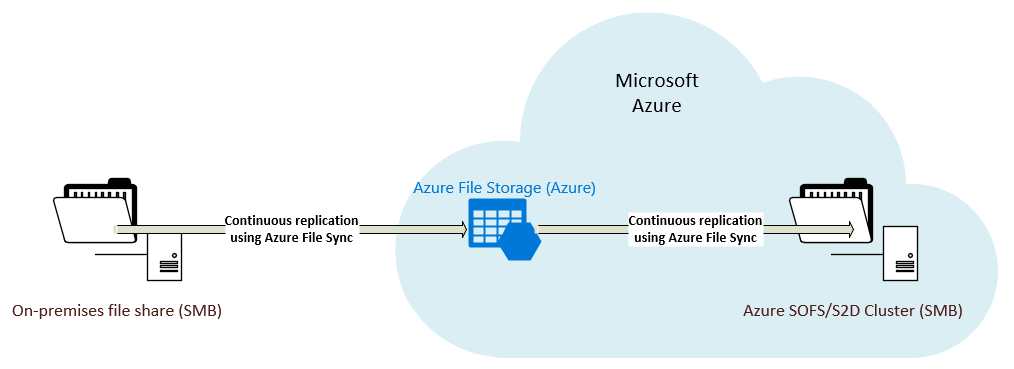 Microsoft
Azure
Azure File Storage (Azure)
Continuous replication
using Azure File Sync
Continuous replication
using Azure File Sync
On-premises file share (SMB)
Azure SOFS/S2D Cluster (SMB)